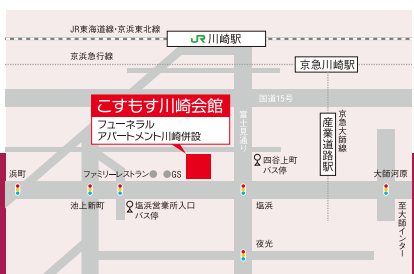 JR東海道線・京浜東北線
JR 川崎駅
京浜急行線
京急川崎駅
国道15号
こすもす川崎会館
フューネラル
アパートメント川崎併設
富士見通り
京急大師線
産業道路駅
四谷上町
バス停
浜町
ファミリーレストラン
GS
大師河原
池上新町
塩浜営業所入口
バス停
塩浜
至大師インター
夜光